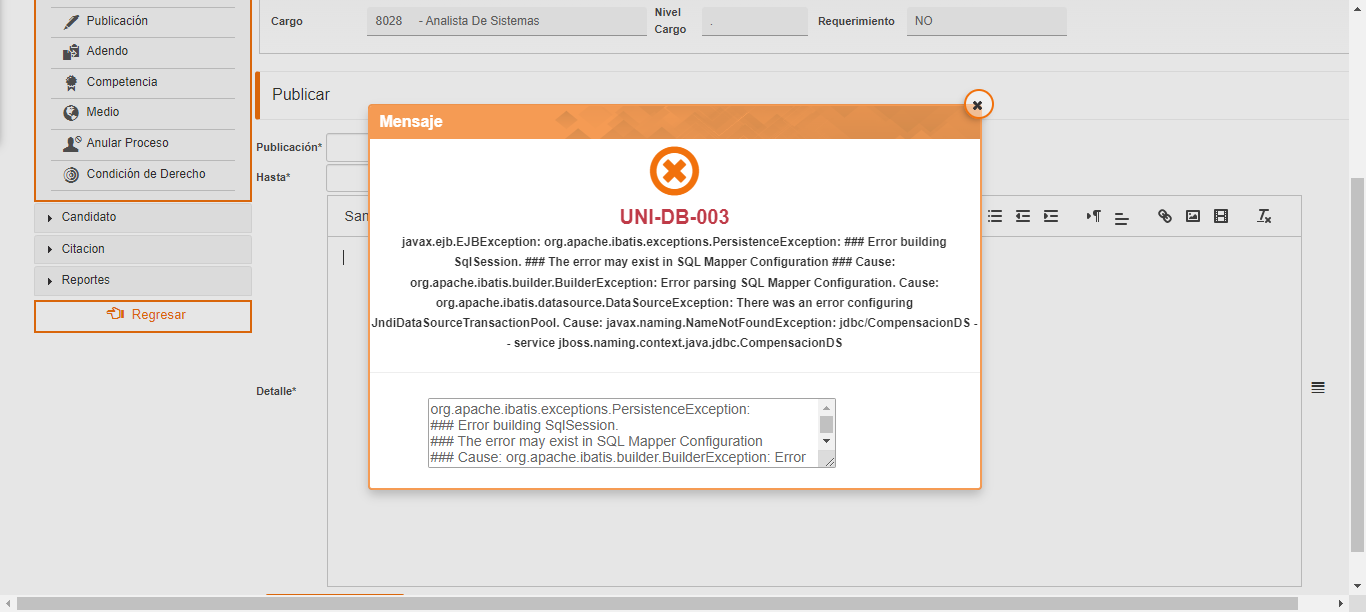 Publicación
Adendo
Competencia
Medio
Anular Proceso
Condición de Derecho
Candidato
Citacion
Reportes
Regresar
Cargo
8028 - Analista De Sistemas
Nivel
Cargo
.
Requerimiento
NO
Publicar
Publicación*
Hasta*
San
Detalle*
Mensaje
UNI-DB-003
javax.ejb.EJBException: org.apache.ibatis.exceptions.PersistenceException: ### Error building
SqlSession. ### The error may exist in SQL Mapper Configuration ### Cause:
org.apache.ibatis.builder.BuilderException: Error parsing SQL Mapper Configuration. Cause:
org.apache.ibatis.datasource.DataSourceException: There was an error configuring
JndiDataSourceTransactionPool. Cause: javax.naming.NameNotFoundException: jdbc/CompensacionDS -
- service jboss.naming.context.java.jdbc.CompensacionDS
org.apache.ibatis.exceptions.PersistenceException:
### Error building SqlSession.
### The error may exist in SQL Mapper Configuration
### Cause: org.apache.ibatis.builder.BuilderException: Error